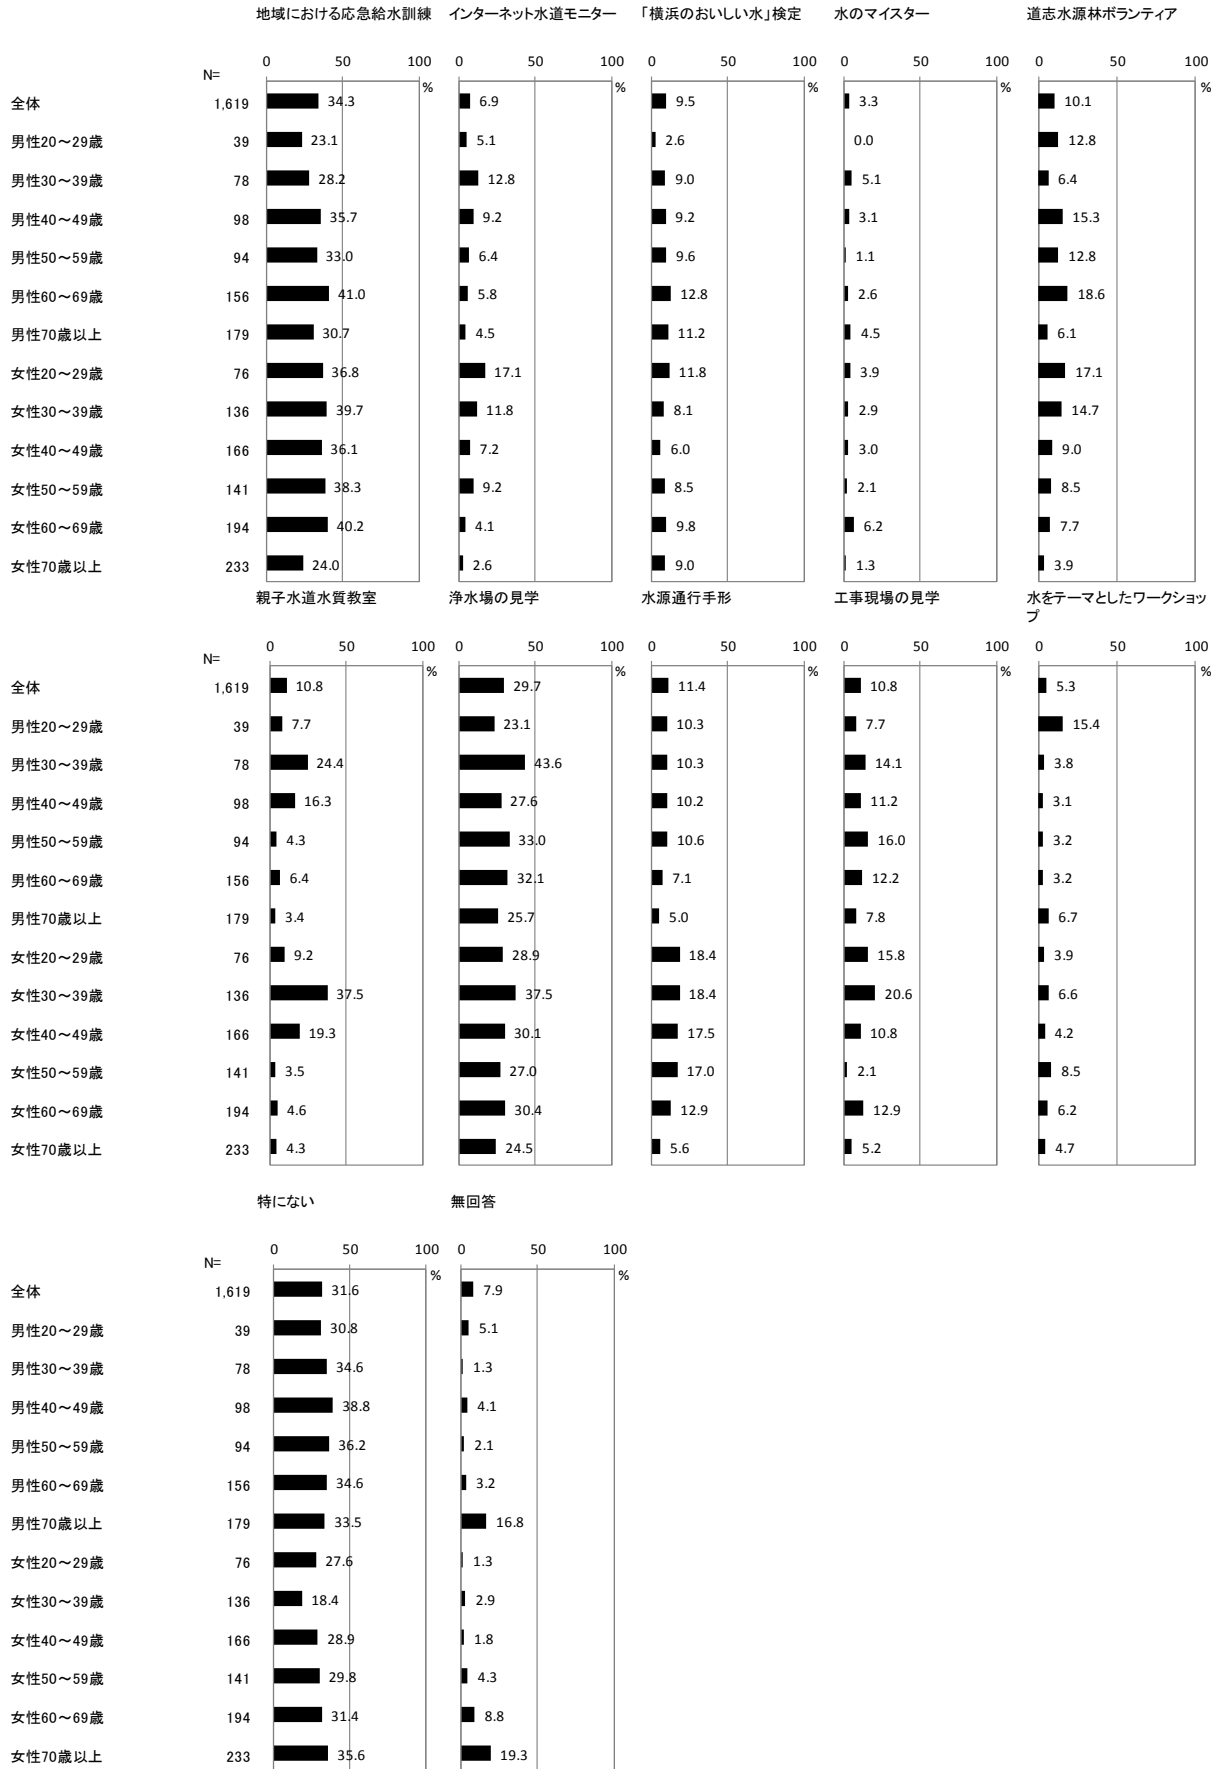 地域における応急給水訓練 インターネット水道モニター 「横浜のおいしい水」検定 水のマイスター 道志水源林ボランティア
0 50 100 0 50 100 0 50 100 0 50 100 0 50 100
N= % % % % %
全体 1,619 34.3 6.9 9.5 3.3 10.1
男性20～29歳 39 23.1 5.1 2.6 0.0 12.8
男性30～39歳 78 28.2 12.8 9.0 5.1 6.4
男性40～49歳 98 35.7 9.2 9.2 3.1 15.3
男性50～59歳 94 33.0 6.4 9.6 1.1 12.8
男性60～69歳 156 41.0 5.8 12.8 2.6 18.6
男性70歳以上 179 30.7 4.5 11.2 4.5 6.1
女性20～29歳 76 36.8 17.1 11.8 3.9 17.1
女性30～39歳 136 39.7 11.8 8.1 2.9 14.7
女性40～49歳 166 36.1 7.2 6.0 3.0 9.0
女性50～59歳 141 38.3 9.2 8.5 2.1 8.5
女性60～69歳 194 40.2 4.1 9.8 6.2 7.7
女性70歳以上 233 24.0 2.6 9.0 1.3 3.9
親子水道水質教室 浄水場の見学 水源通行手形 工事現場の見学 水をテーマとしたワークショッ
プ
0 50 100 0 50 100 0 50 100 0 50 100 0 50 100
N= % % % % %
全体 1,619 10.8 29.7 11.4 10.8 5.3
男性20～29歳 39 7.7 23.1 10.3 7.7 15.4
男性30～39歳 78 24.4 43.6 10.3 14.1 3.8
男性40～49歳 98 16.3 27.6 10.2 11.2 3.1
男性50～59歳 94 4.3 33.0 10.6 16.0 3.2
男性60～69歳 156 6.4 32.1 7.1 12.2 3.2
男性70歳以上 179 3.4 25.7 5.0 7.8 6.7
女性20～29歳 76 9.2 28.9 18.4 15.8 3.9
女性30～39歳 136 37.5 37.5 18.4 20.6 6.6
女性40～49歳 166 19.3 30.1 17.5 10.8 4.2
女性50～59歳 141 3.5 27.0 17.0 2.1 8.5
女性60～69歳 194 4.6 30.4 12.9 12.9 6.2
女性70歳以上 233 4.3 24.5 5.6 5.2 4.7
特にない 無回答
0 50 100 0 50 100
N= % %
全体 1,619 31.6 7.9
男性20～29歳 39 30.8 5.1
男性30～39歳 78 34.6 1.3
男性40～49歳 98 38.8 4.1
男性50～59歳 94 36.2 2.1
男性60～69歳 156 34.6 3.2
男性70歳以上 179 33.5 16.8
女性20～29歳 76 27.6 1.3
女性30～39歳 136 18.4 2.9
女性40～49歳 166 28.9 1.8
女性50～59歳 141 29.8 4.3
女性60～69歳 194 31.4 8.8
女性70歳以上 233 35.6 19.3